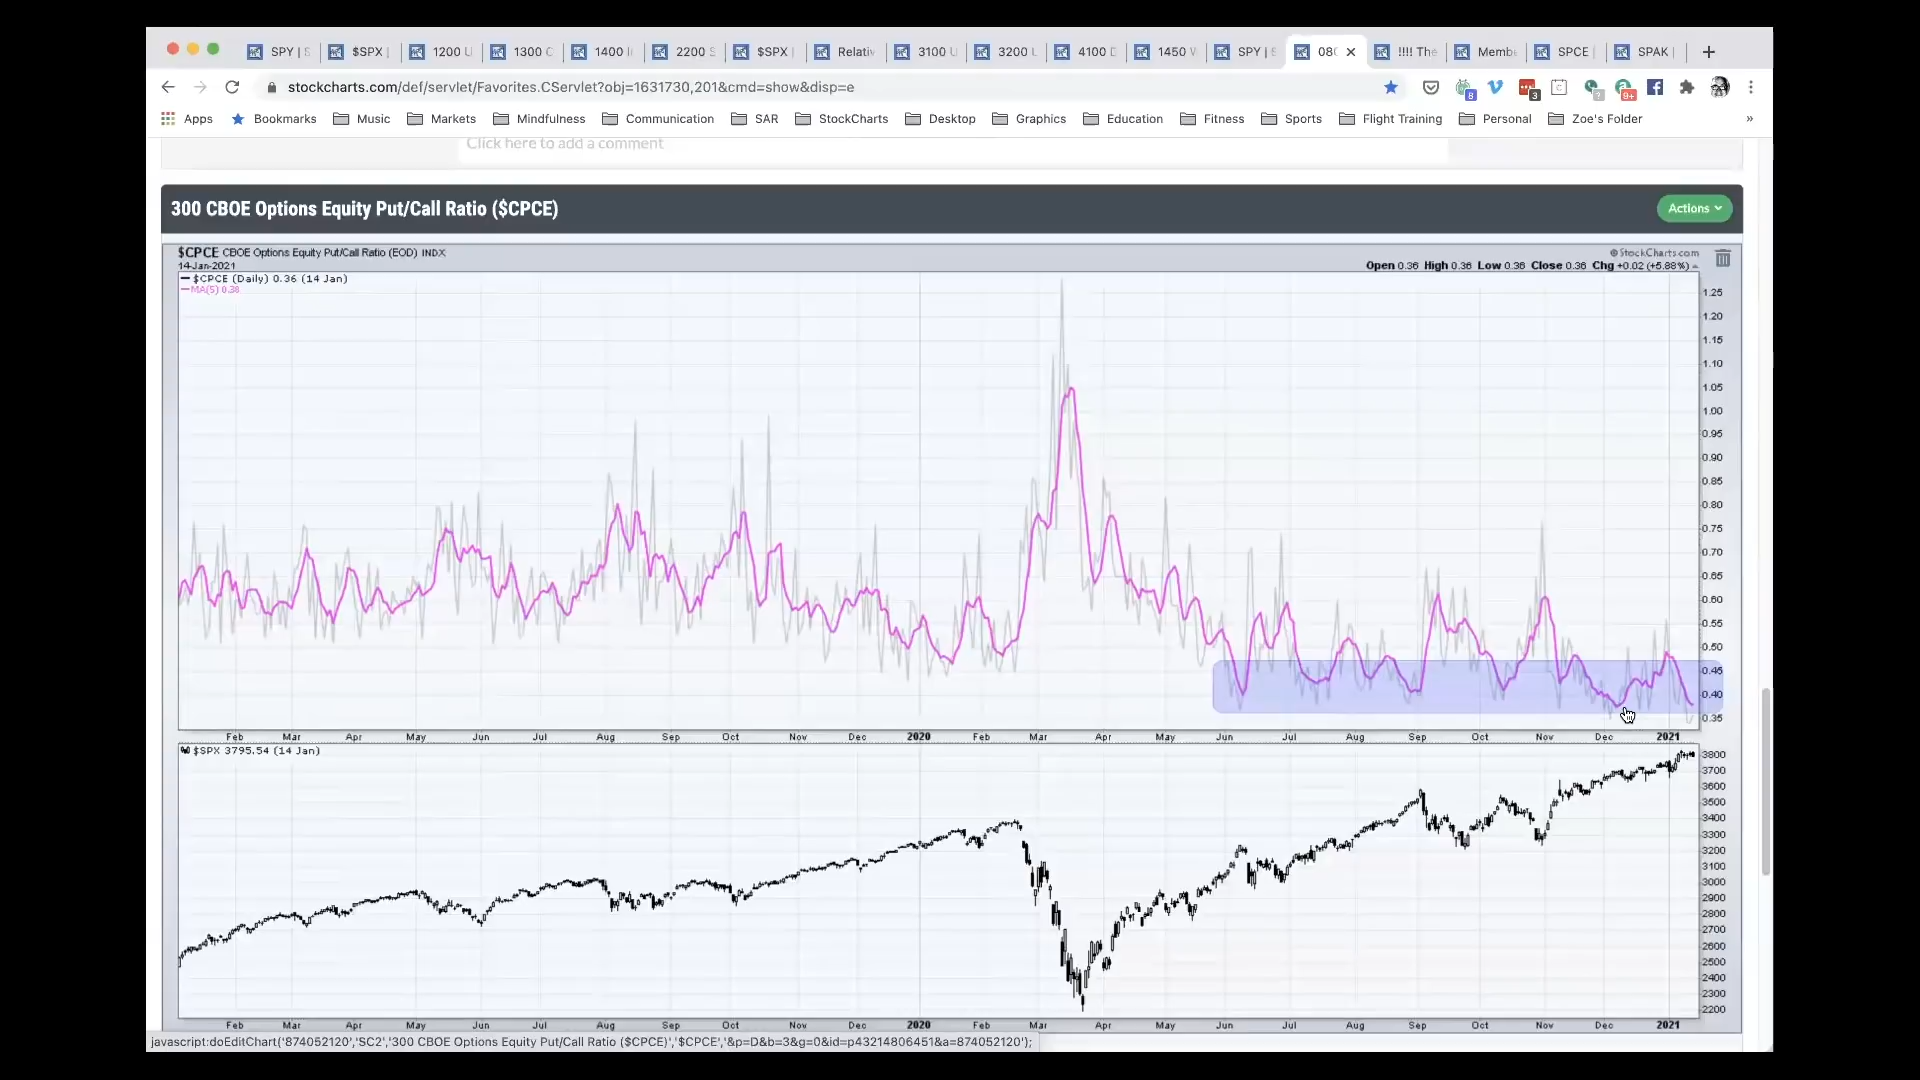 SPY | S $SPX | 1200 U 1300 C 1400 I 2200 S $SPX | Relativ 3100 U 3200 U 4100 D 1450 V SPY | S 080 !!!! The Membe SPCE | SPAK |
stockcharts.com/def/servlet/Favorites.CServlet?obj=1631730,201&cmd=show&disp=e
8 3 ? 9+
Apps Bookmarks Music Markets Mindfulness Communication SAR StockCharts Desktop Graphics Education Fitness Sports Flight Training Personal Zoe's Folder »
Click here to add a comment
300 CBOE Options Equity Put/Call Ratio ($CPCE)
Actions
$CPCE CBOE Options Equity Put/Call Ratio (EOD) INDX
© StockCharts.com
14-Jan-2021
Open 0.36 High 0.36 Low 0.36 Close 0.36 Chg +0.02 (+5.88%)
$CPCE (Daily) 0.36 (14 Jan)
MA(5) 0.38
1.25
1.20
1.15
1.10
1.05
1.00
0.95
0.90
0.85
0.80
0.75
0.70
0.65
0.60
0.55
0.50
0.45
0.40
0.35
Feb Mar Apr May Jun Jul Aug Sep Oct Nov Dec 2020 Feb Mar Apr May Jun Jul Aug Sep Oct Nov Dec 2021
$SPX 3795.54 (14 Jan)
3800
3700
3600
3500
3400
3300
3200
3100
3000
2900
2800
2700
2600
2500
2400
2300
2200
Feb Mar Apr May Jun Jul Aug Sep Oct Nov Dec 2020 Feb Mar Apr May Jun Jul Aug Sep Oct Nov Dec 2021
javascript:doEditChart('874052120','SC2','300 CBOE Options Equity Put/Call Ratio ($CPCE)','$CPCE','&p=D&b=3&g=0&id=p43214806451&a=874052120');